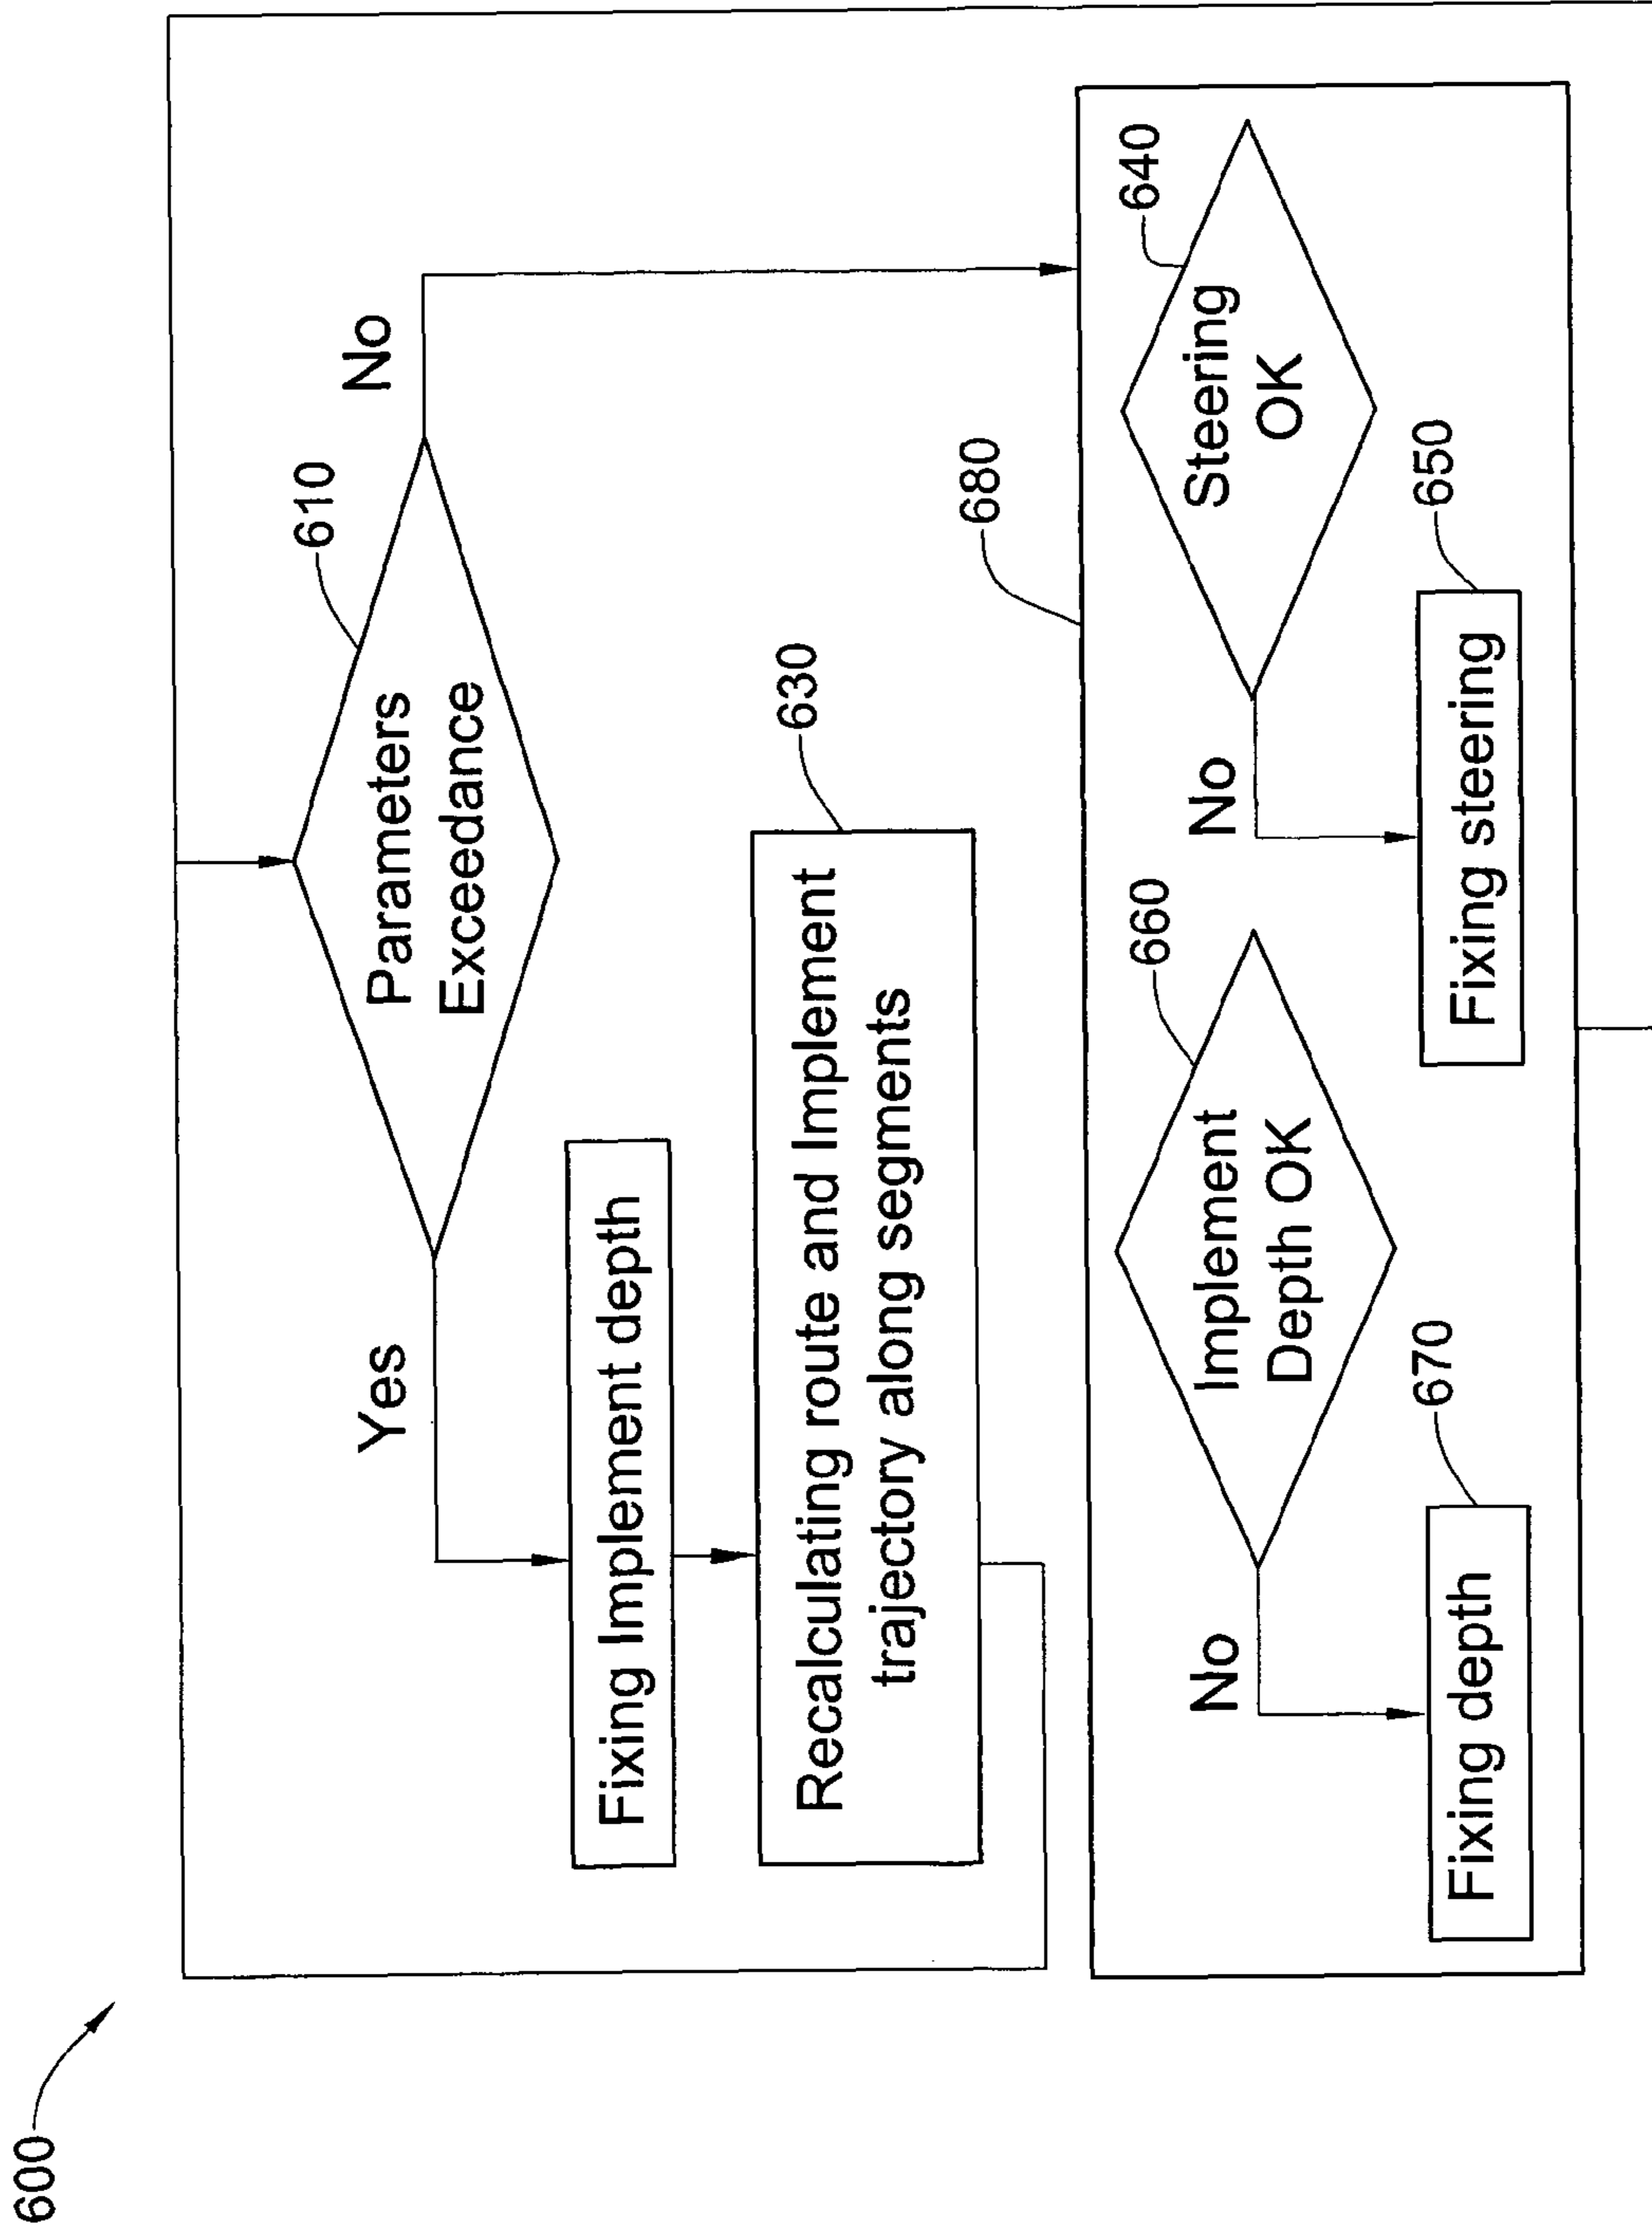 600
610
Parameters
Exceedance
Yes
No
Fixing Implement depth
630
Recalculating route and Implement
trajectory along segments
680
660
Implement
Depth OK
No
670
Fixing depth
640
Steering
OK
No
650
Fixing steering